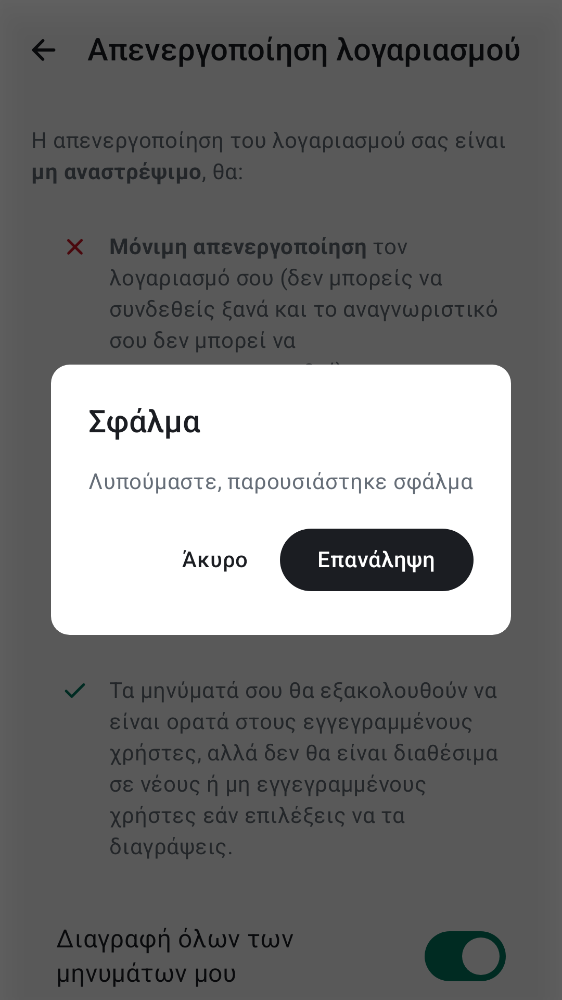 Απενεργοποίηση λογαριασμού
Η απενεργοποίηση του λογαριασμού σας είναι
μη αναστρέψιμο, θα:
Μόνιμη απενεργοποίηση τον
λογαριασμό σου (δεν μπορείς να
συνδεθείς ξανά και το αναγνωριστικό
σου δεν μπορεί να
Σφάλμα
Λυπούμαστε, παρουσιάστηκε σφάλμα
Άκυρο
Επανάληψη
Τα μηνύματά σου θα εξακολουθούν να
είναι ορατά στους εγγεγραμμένους
χρήστες, αλλά δεν θα είναι διαθέσιμα
σε νέους ή μη εγγεγραμμένους
χρήστες εάν επιλέξεις να τα
διαγράψεις.
Διαγραφή όλων των
μηνυμάτων μου